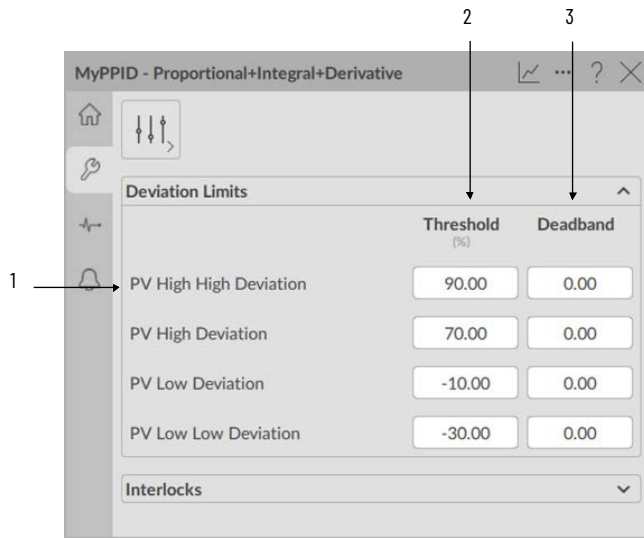 2 3
MyPPID - Proportional+Integral+Derivative ... ?
Deviation Limits
Threshold Deadband
(%)
1
PV High High Deviation 90.00 0.00
PV High Deviation 70.00 0.00
PV Low Deviation -10.00 0.00
PV Low Low Deviation -30.00 0.00
Interlocks